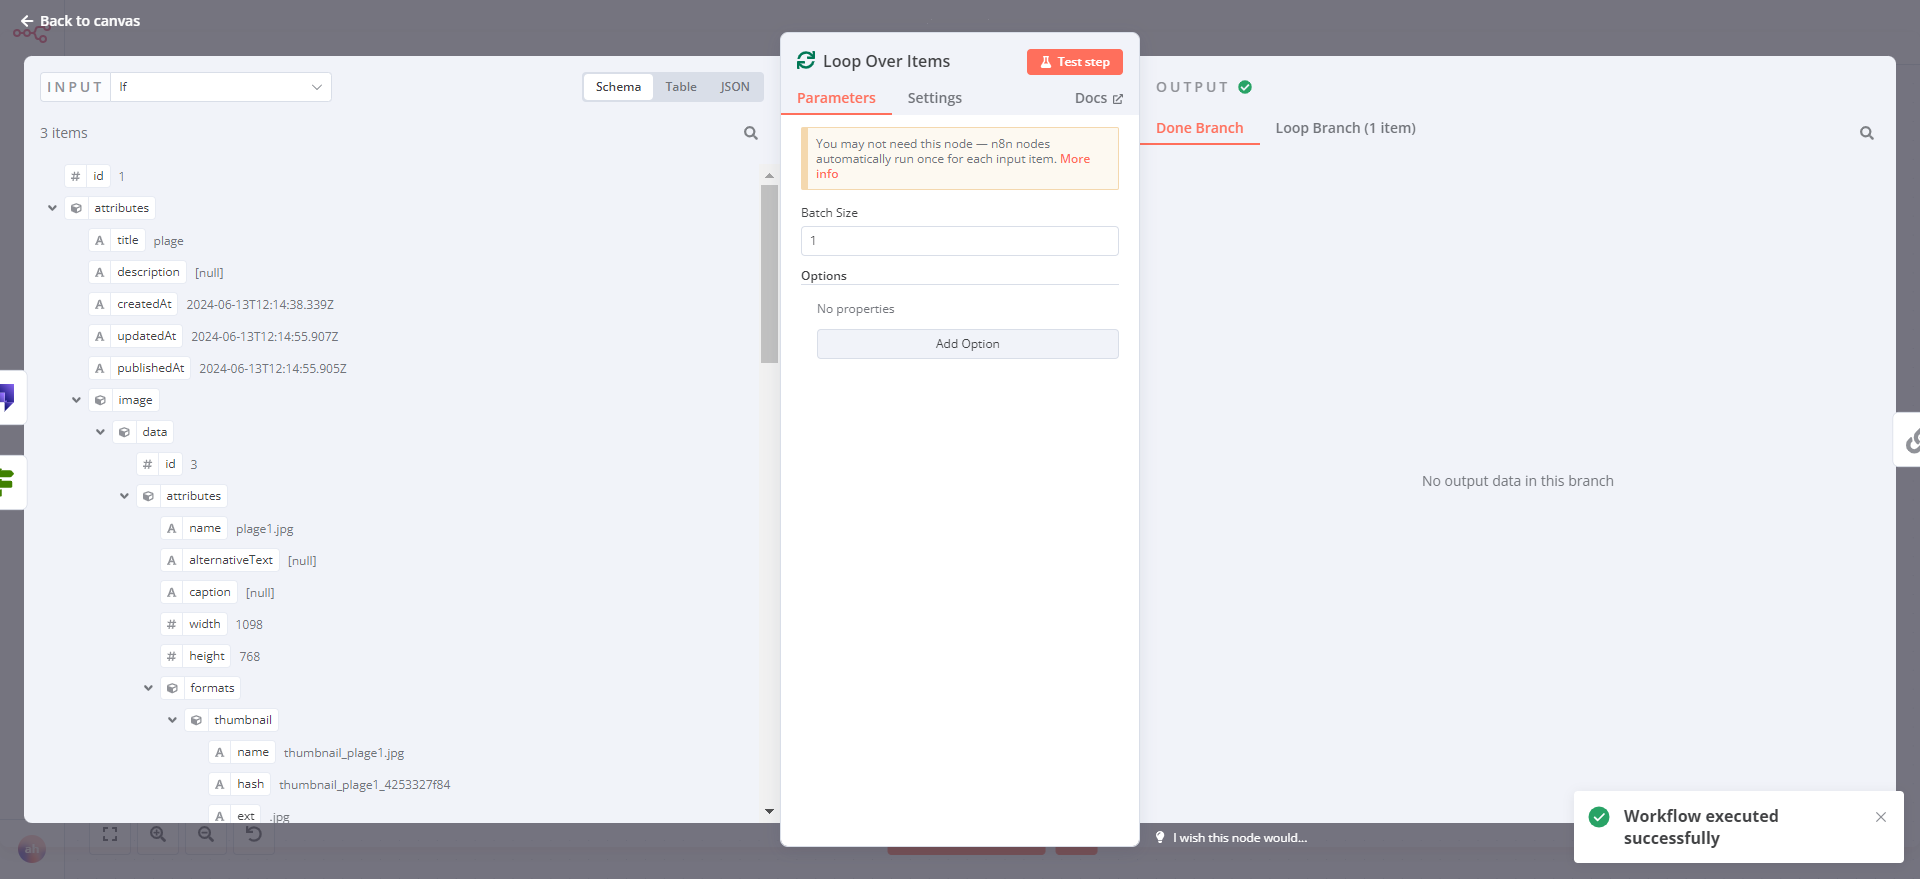 Back to canvas
INPUT
If
Schema
Table
JSON
3 items
# id 1
attributes
A title plage
A description [null]
A createdAt 2024-06-13T12:14:38.339Z
A updatedAt 2024-06-13T12:14:55.907Z
A publishedAt 2024-06-13T12:14:55.905Z
image
data
# id 3
attributes
A name plage1.jpg
A alternativeText [null]
A caption [null]
# width 1098
# height 768
formats
thumbnail
A name thumbnail_plage1.jpg
A hash thumbnail_plage1_4253327f84
A ext .jpg
ah
Loop Over Items
Test step
Parameters
Settings
Docs
You may not need this node — n8n nodes
automatically run once for each input item. More
info
Batch Size
1
Options
No properties
Add Option
OUTPUT
Done Branch
Loop Branch (1 item)
No output data in this branch
I wish this node would...
Workflow executed
successfully